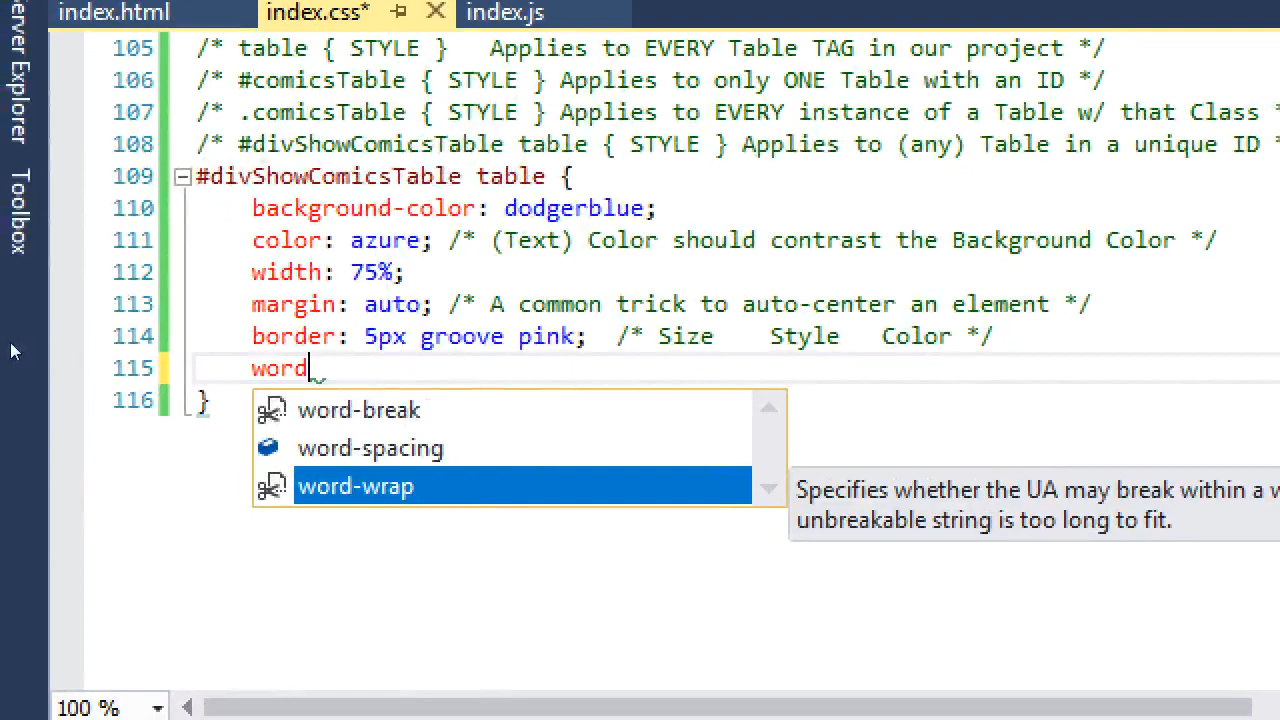 index.html index.css* index.js
Server Explorer
Toolbox
105 /* table { STYLE }   Applies to EVERY Table TAG in our project */
106 /* #comicsTable { STYLE } Applies to only ONE Table with an ID */
107 /* .comicsTable { STYLE } Applies to EVERY instance of a Table w/ that Class *
108 /* #divShowComicsTable table { STYLE } Applies to (any) Table in a unique ID *
109 #divShowComicsTable table {
110     background-color: dodgerblue;
111     color: azure; /* (Text) Color should contrast the Background Color */
112     width: 75%;
113     margin: auto; /* A common trick to auto-center an element */
114     border: 5px groove pink;  /* Size    Style   Color */
115     word
116 }
word-break
word-spacing
word-wrap
Specifies whether the UA may break within a w
unbreakable string is too long to fit.
100 %